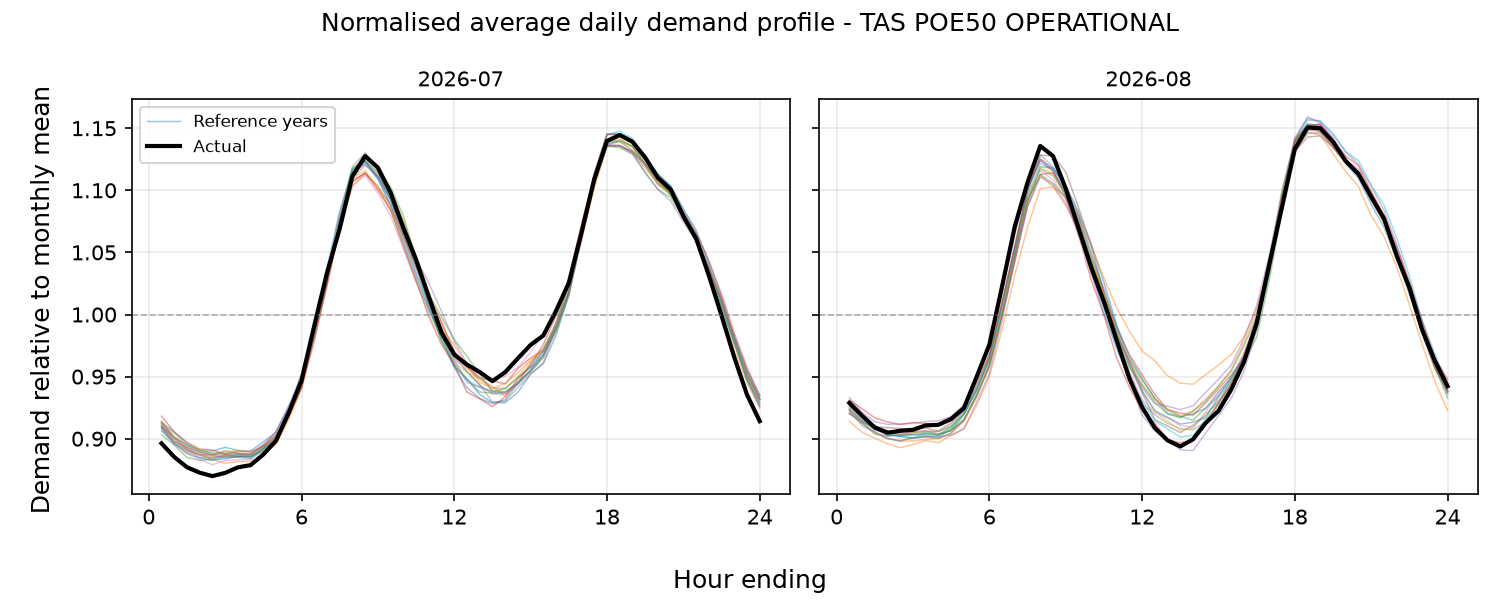 Normalised average daily demand profile - TAS POE50 OPERATIONAL
2026-07
2026-08
Demand relative to monthly mean
Reference years
Actual
1.15
1.10
1.05
1.00
0.95
0.90
0 6 12 18 24
0 6 12 18 24
Hour ending